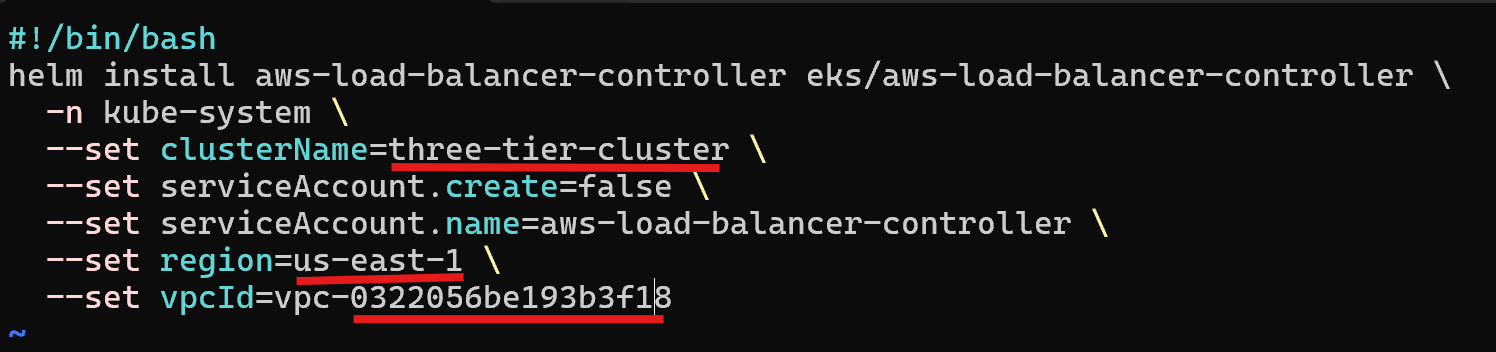 #!/bin/bash
helm install aws-load-balancer-controller eks/aws-load-balancer-controller \
  -n kube-system \
  --set clusterName=three-tier-cluster \
  --set serviceAccount.create=false \
  --set serviceAccount.name=aws-load-balancer-controller \
  --set region=us-east-1 \
  --set vpcId=vpc-0322056be193b3f18
~